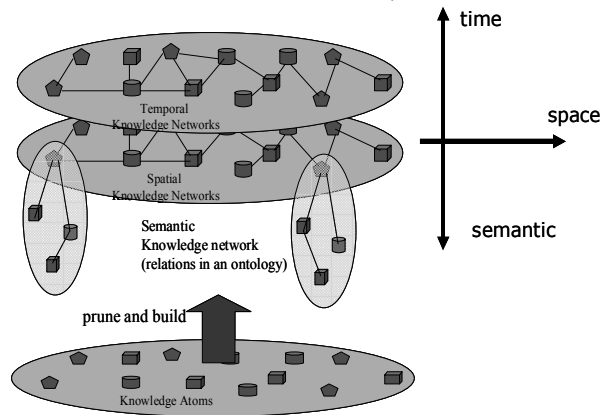 time
Temporal
Knowledge Networks
space
Spatial
Knowledge Networks
Semantic
Knowledge network
(relations in an ontology)
semantic
prune and build
Knowledge Atoms